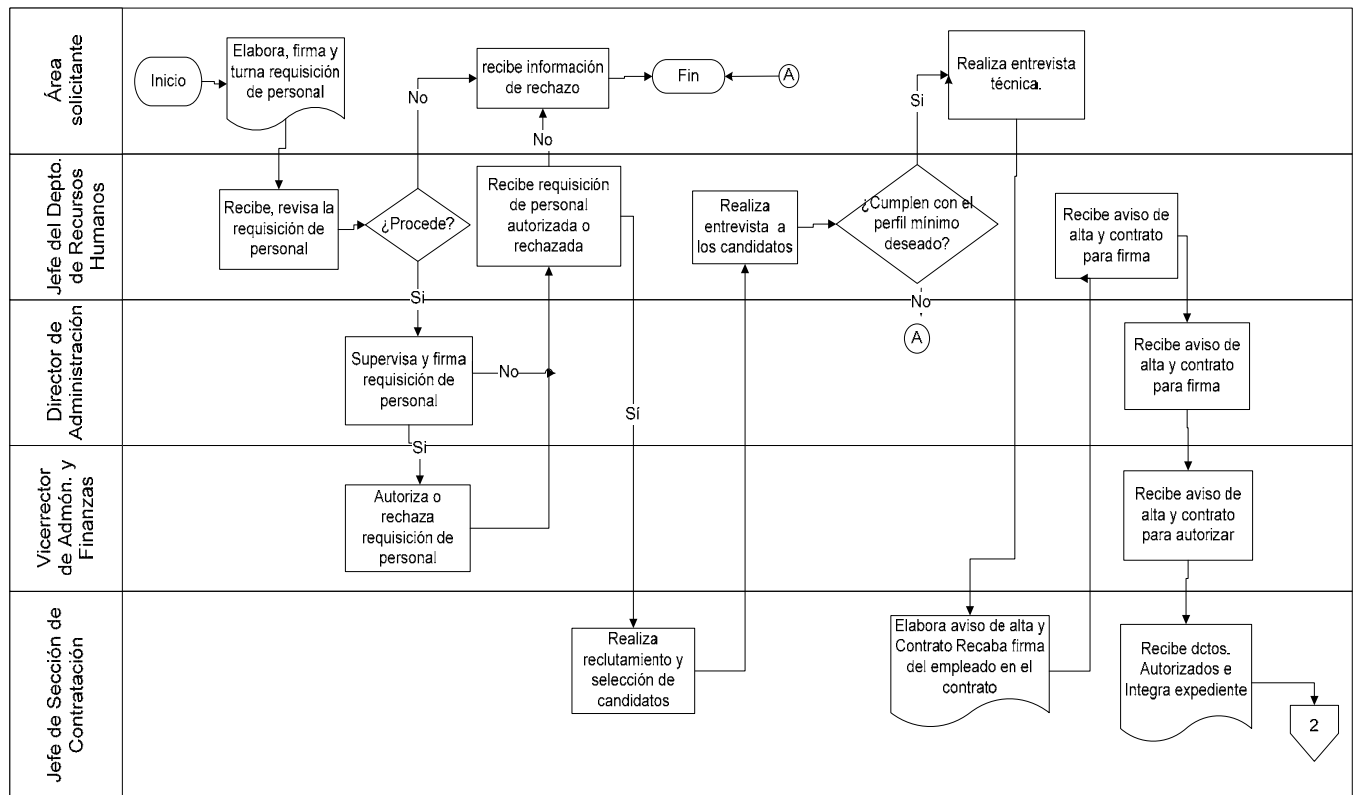 Área
solicitante
Inicio
Elabora, firma y
turna requisición
de personal
recibe información
de rechazo
Fin
A
Realiza entrevista
técnica.
No
Si
No
Jefe del Depto.
de Recursos
Humanos
Recibe, revisa la
requisición de
personal
¿Procede?
Recibe requisición
de personal
autorizada o
rechazada
Realiza
entrevista a
los candidatos
¿Cumplen con el
perfil mínimo
deseado?
Recibe aviso de
alta y contrato
para firma
Si
No
Director de
Administración
Supervisa y firma
requisición de
personal
No
Sí
A
Recibe aviso de
alta y contrato
para firma
Si
Vicerrector
de Admón. y
Finanzas
Autoriza o
rechaza
requisición de
personal
Recibe aviso de
alta y contrato
para autorizar
Jefe de Sección de
Contratación
Realiza
reclutamiento y
selección de
candidatos
Elabora aviso de alta y
Contrato Recaba firma
del empleado en el
contrato
Recibe dctos.
Autorizados e
Integra expediente
2